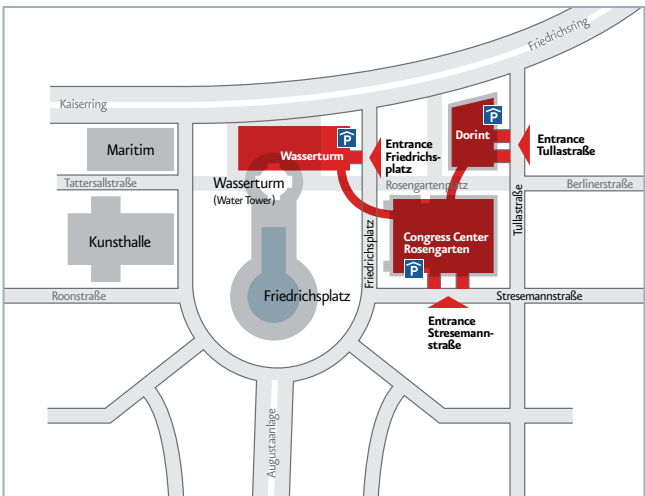 Friedrichsring
Kaiserring
P
Dorint
P
Entrance
Tullastraße
Maritim
Wasserturm
Entrance
Friedrichs-
platz
Tattersallstraße
Wasserturm
(Water Tower)
Rosengartenplatz
Berlinerstraße
Tullastraße
Kunsthalle
Friedrichsplatz
Congress Center
Rosengarten
P
Roonstraße
Friedrichsplatz
Stresemannstraße
Entrance
Stresemann-
straße
Augustaanlage